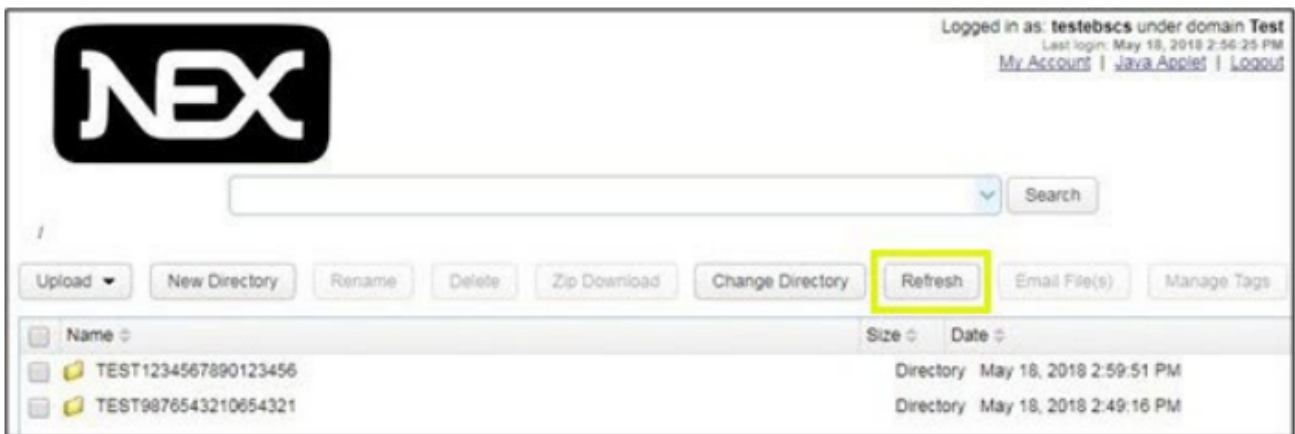 Logged in as: testebscs under domain Test
Last login: May 18, 2018 2:56:25 PM
My Account | Java Applet | Logout
NEX
Search
/
Upload New Directory Rename Delete Zip Download Change Directory Refresh Email File(s) Manage Tags
Name Size Date
TEST1234567890123456 Directory May 18, 2018 2:59:51 PM
TEST9876543210654321 Directory May 18, 2018 2:49:16 PM